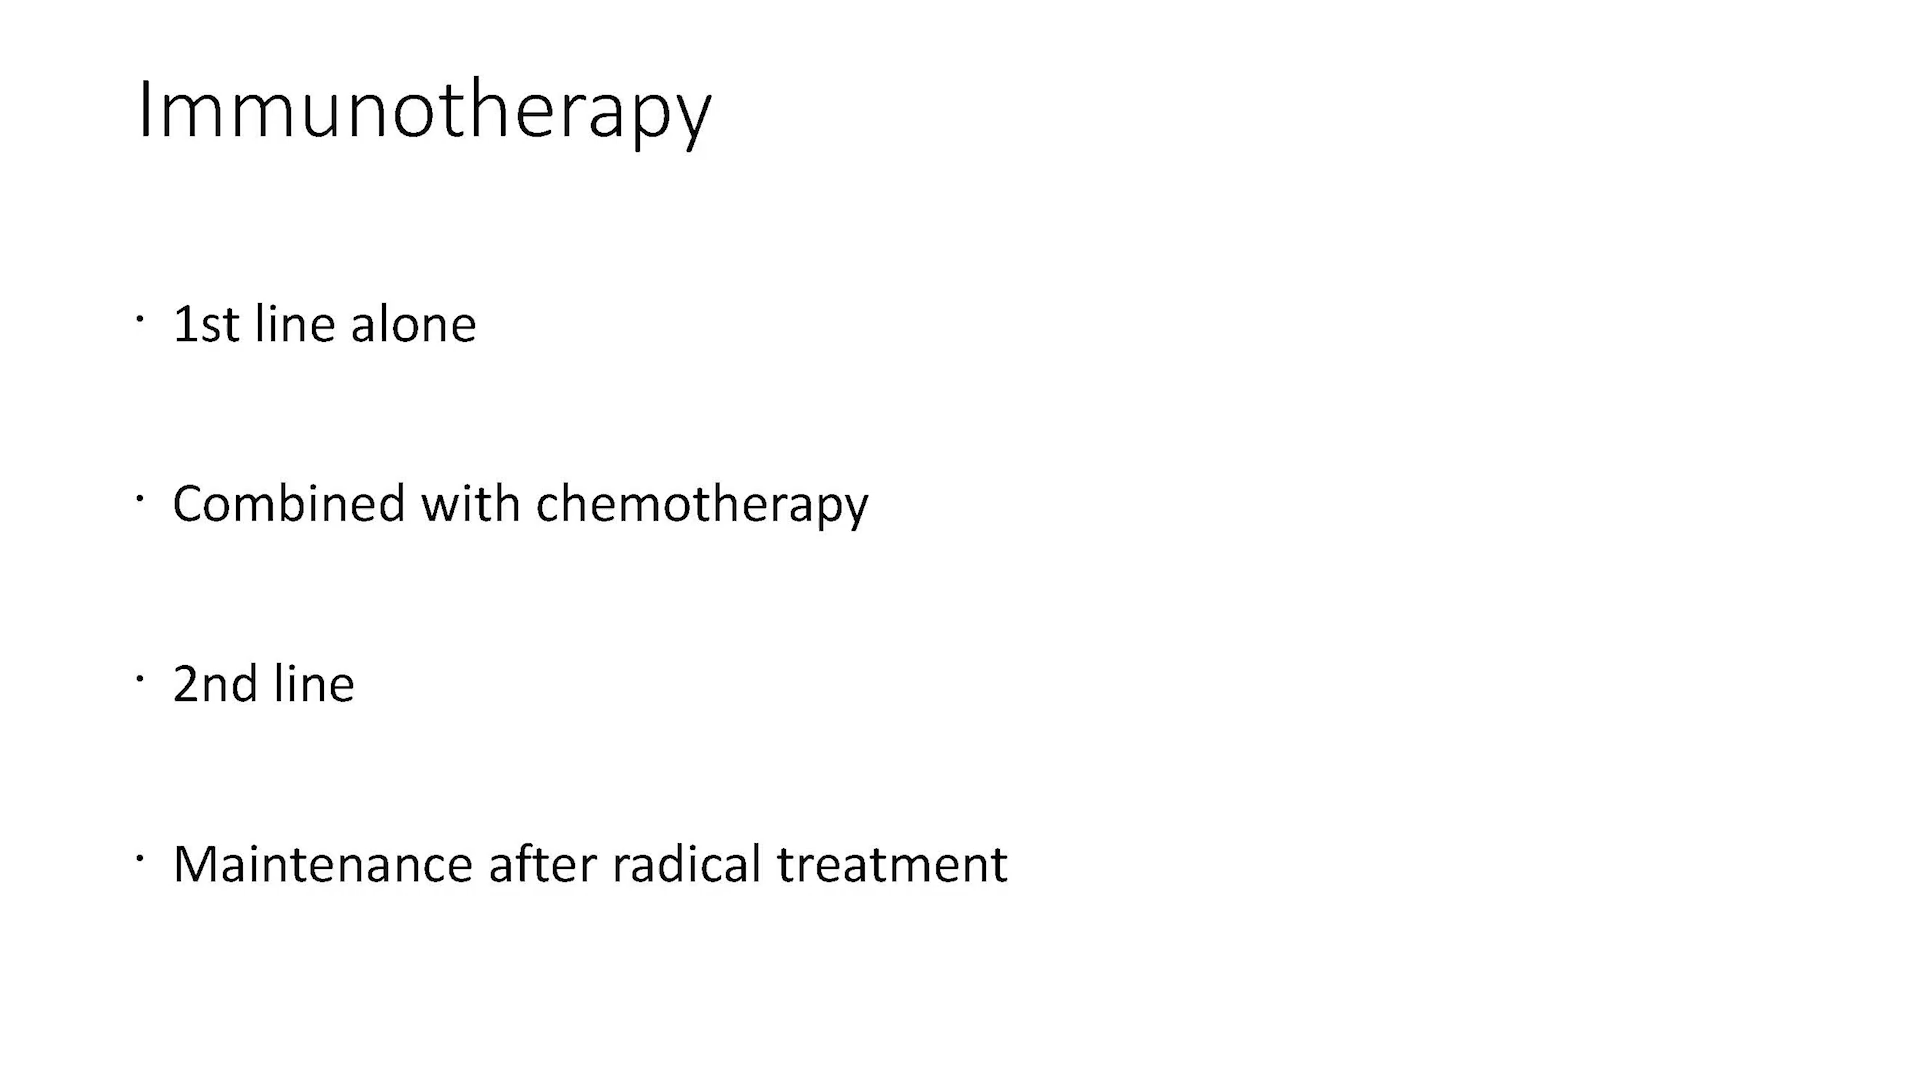 Immunotherapy
· 1st line alone
· Combined with chemotherapy
· 2nd line
· Maintenance after radical treatment